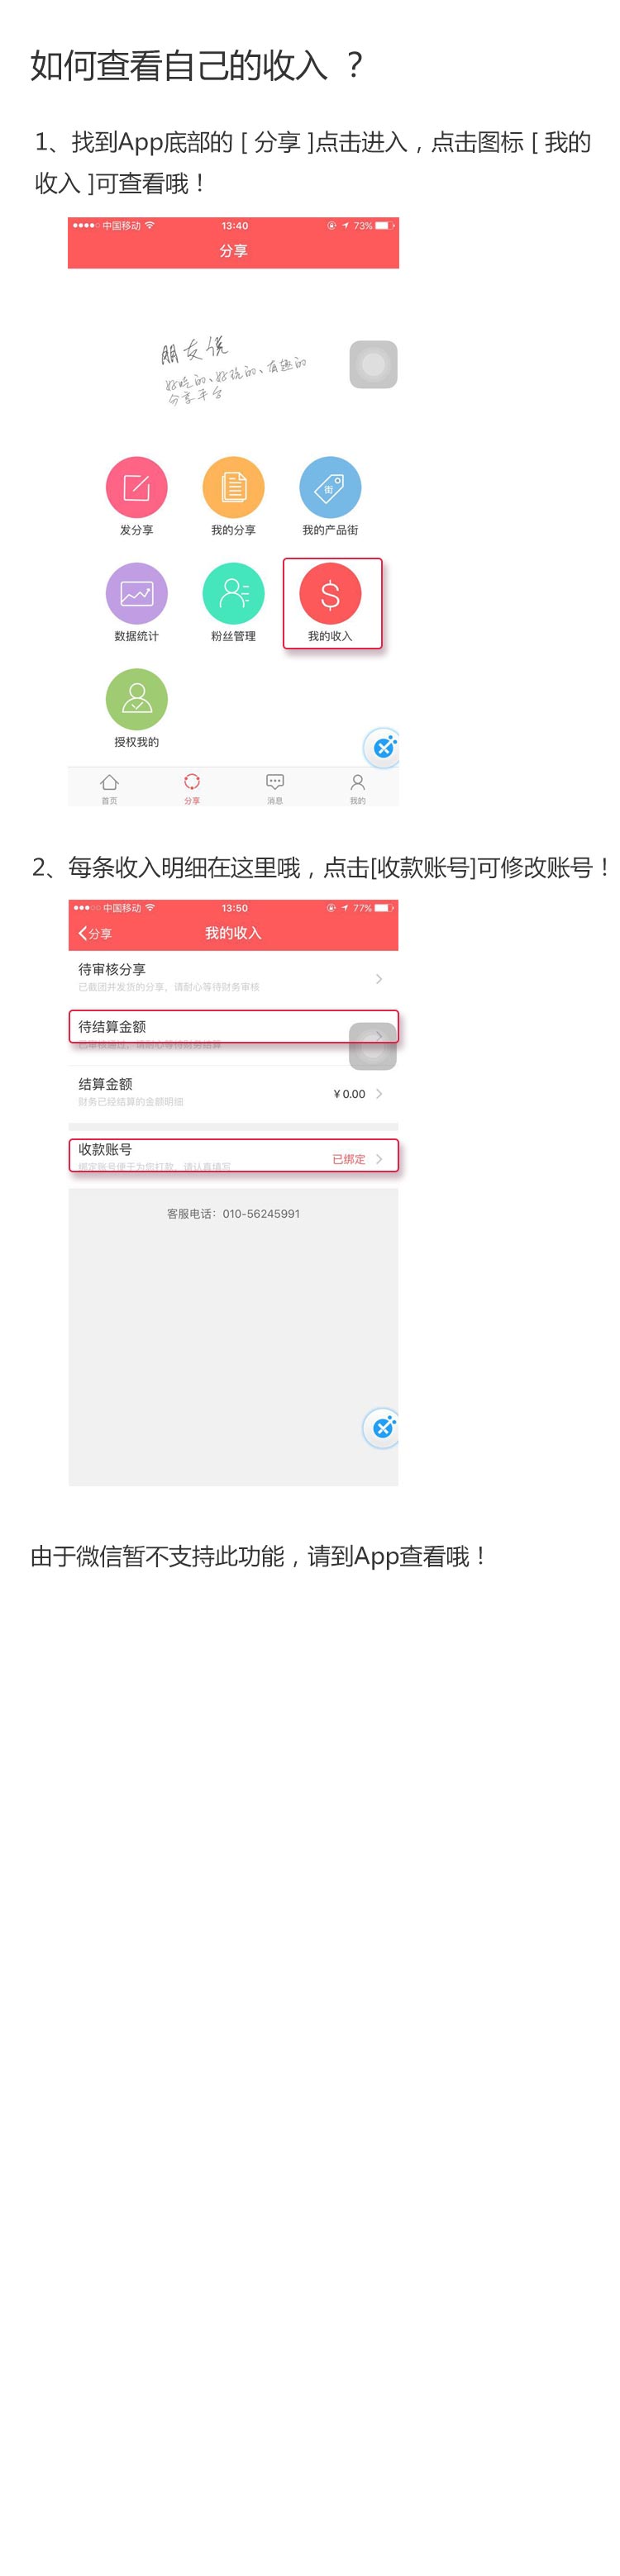 如何查看自己的收入 ？
1、找到App底部的 [ 分享 ]点击进入，点击图标 [ 我的
收入 ]可查看哦！
中国移动 13:40 73%
分享
朋友说
好吃的、好玩的、有趣的
分享平台
发分享 我的分享 街 我的产品街
数据统计 粉丝管理 $ 我的收入
授权我的
首页 分享 消息 我的
2、每条收入明细在这里哦，点击[收款账号]可修改账号！
中国移动 13:50 77%
分享 我的收入
待审核分享
已截团并发货的分享，请耐心等待财务审核
待结算金额
已审核通过，请耐心等待财务结算
结算金额
¥ 0.00
财务已经结算的金额明细
收款账号
已绑定
绑定账号便于为您打款，请认真填写
客服电话：010-56245991
由于微信暂不支持此功能，请到App查看哦！